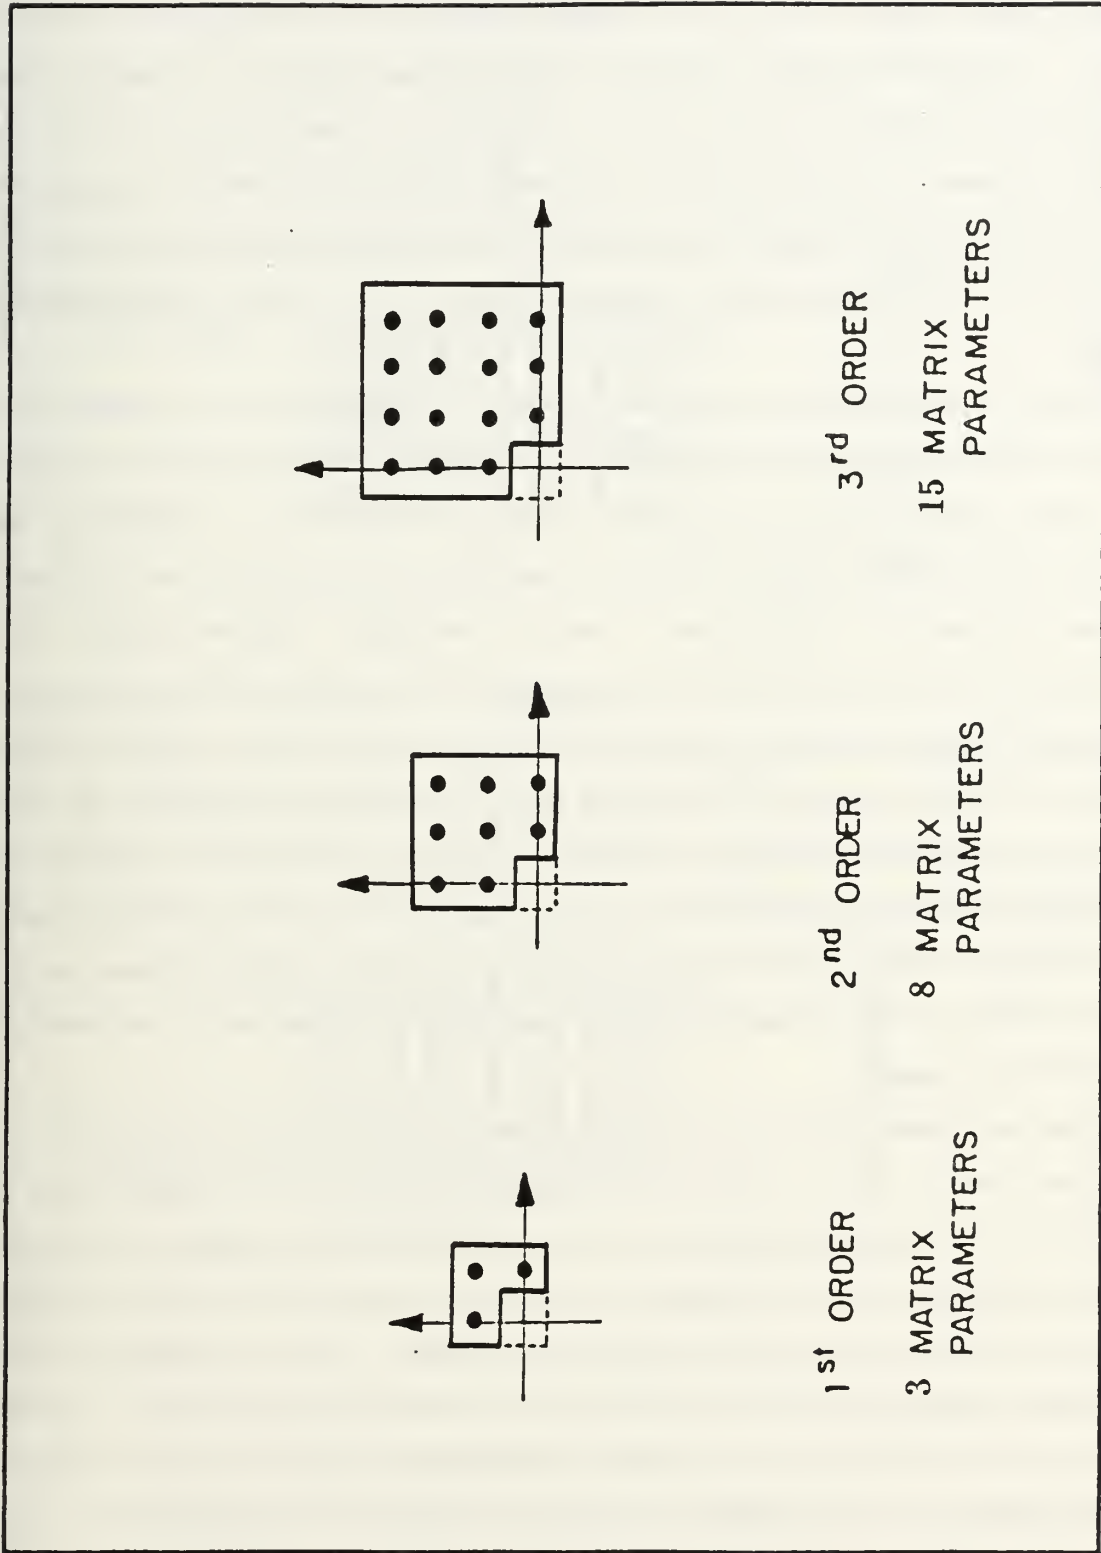 1st ORDER
3 MATRIX
PARAMETERS
2nd ORDER
8 MATRIX
PARAMETERS
3rd ORDER
15 MATRIX
PARAMETERS